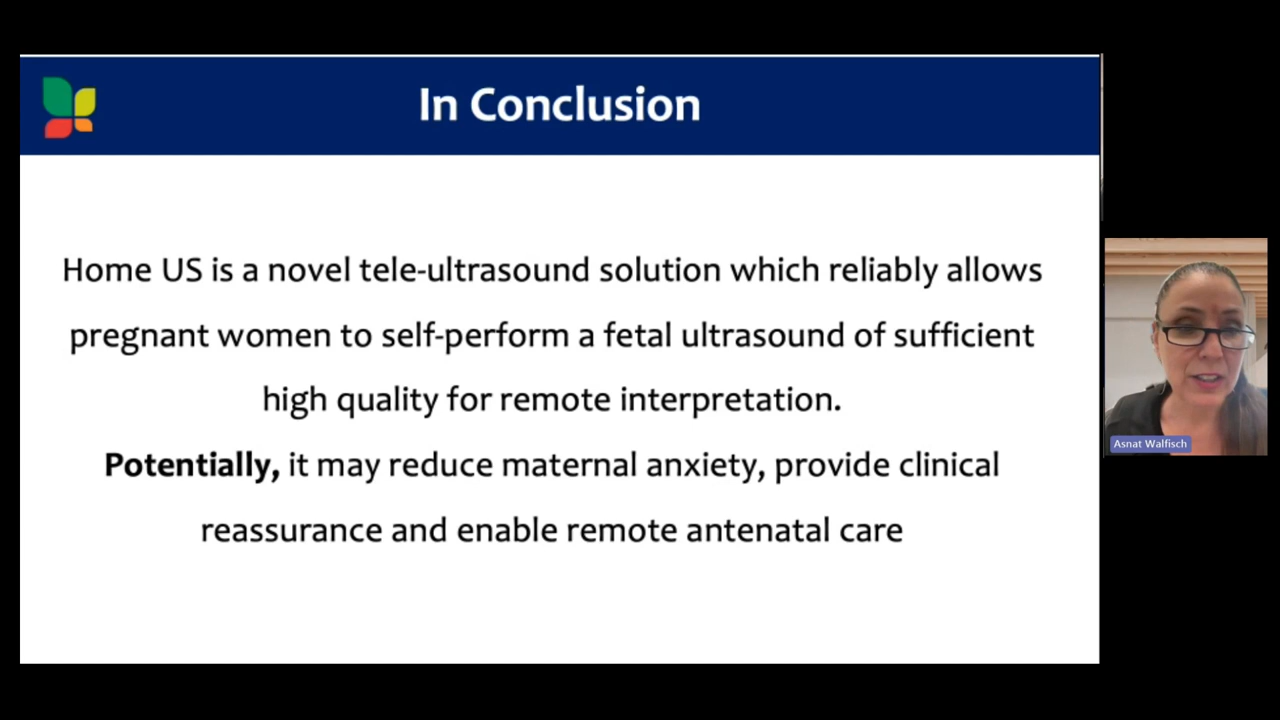 In Conclusion
Home US is a novel tele-ultrasound solution which reliably allows
pregnant women to self-perform a fetal ultrasound of sufficient
high quality for remote interpretation.
Potentially, it may reduce maternal anxiety, provide clinical
reassurance and enable remote antenatal care
Asnat Walfisch